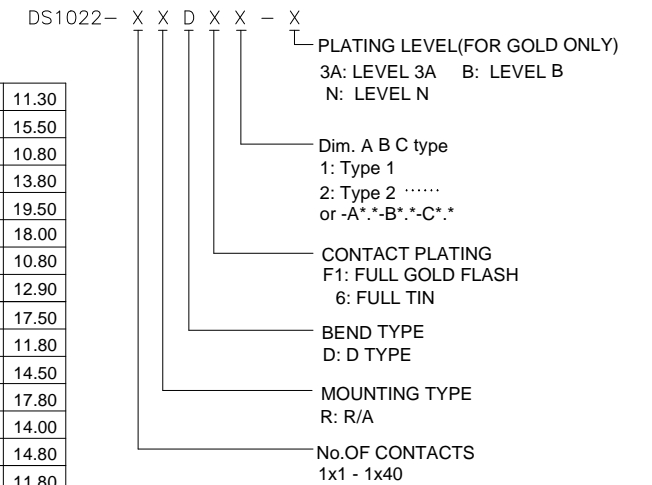 DS1022- X X D X X - X
PLATING LEVEL(FOR GOLD ONLY)
3A: LEVEL 3A B: LEVEL B
N: LEVEL N
Dim. A B C type
1: Type 1
2: Type 2 ······
or -A*.*-B*.*-C*.*
CONTACT PLATING
F1: FULL GOLD FLASH
6: FULL TIN
BEND TYPE
D: D TYPE
MOUNTING TYPE
R: R/A
No.OF CONTACTS
1x1 - 1x40
11.30
15.50
10.80
13.80
19.50
18.00
10.80
12.90
17.50
11.80
14.50
17.80
14.00
14.80
11.80